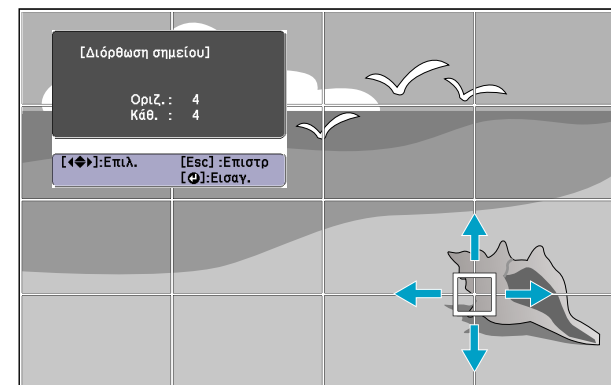 [Διόρθωση σημείου]
Οριζ.: 4
Κάθ. : 4
[]:Επιλ. [Esc] :Επιστρ
[]:Εισαγ.